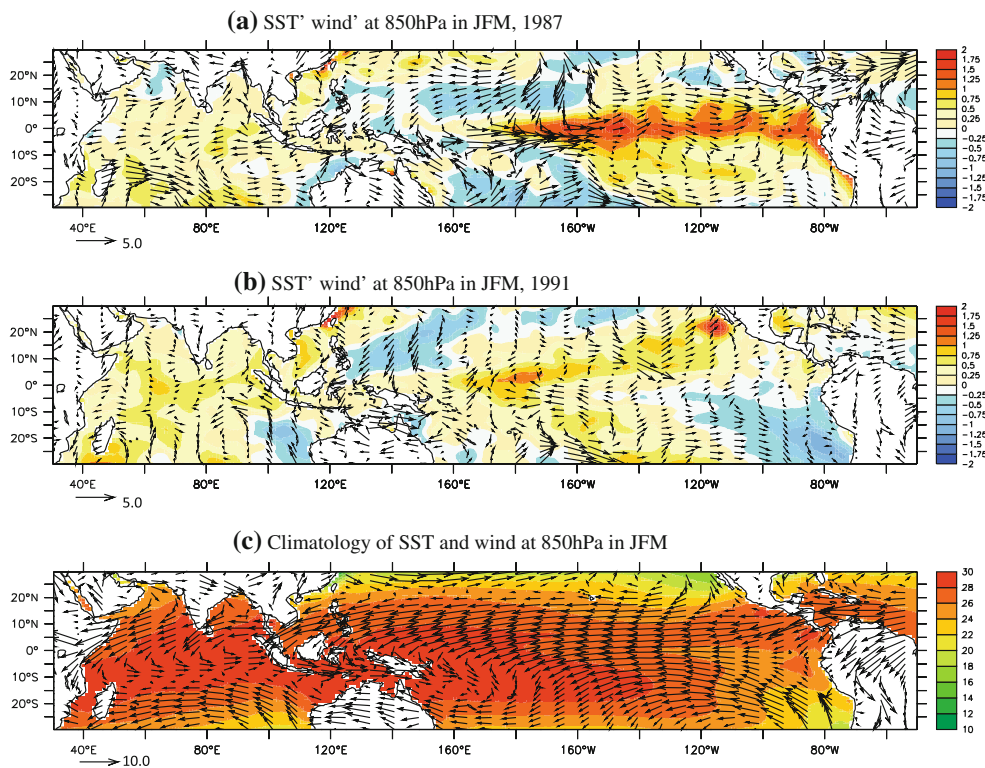 (a) SST' wind' at 850hPa in JFM, 1987
20°N
10°N
0°
10°S
20°S
40°E 80°E 120°E 160°E 160°W 120°W 80°W
5.0
2
1.75
1.5
1.25
1
0.75
0.5
0.25
0
-0.25
-0.5
-0.75
-1
-1.25
-1.5
-1.75
-2
(b) SST' wind' at 850hPa in JFM, 1991
20°N
10°N
0°
10°S
20°S
40°E 80°E 120°E 160°E 160°W 120°W 80°W
5.0
2
1.75
1.5
1.25
1
0.75
0.5
0.25
0
-0.25
-0.5
-0.75
-1
-1.25
-1.5
-1.75
-2
(c) Climatology of SST and wind at 850hPa in JFM
20°N
10°N
0°
10°S
20°S
40°E 80°E 120°E 160°E 160°W 120°W 80°W
10.0
30
28
26
24
22
20
18
16
14
12
10